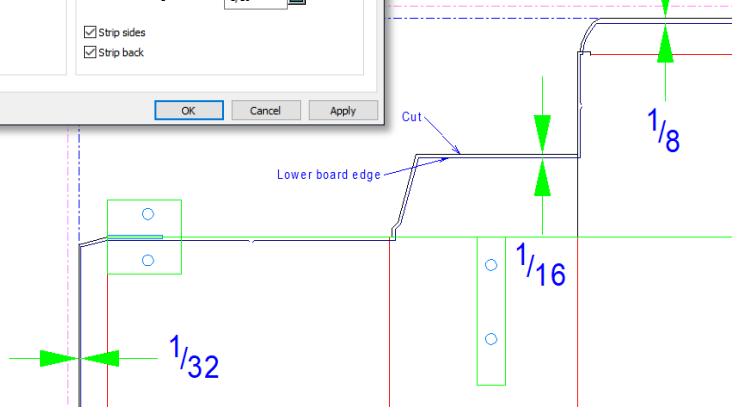 Strip sides
Strip back
OK Cancel Apply
Cut
1/8
Lower board edge
1/16
1/32